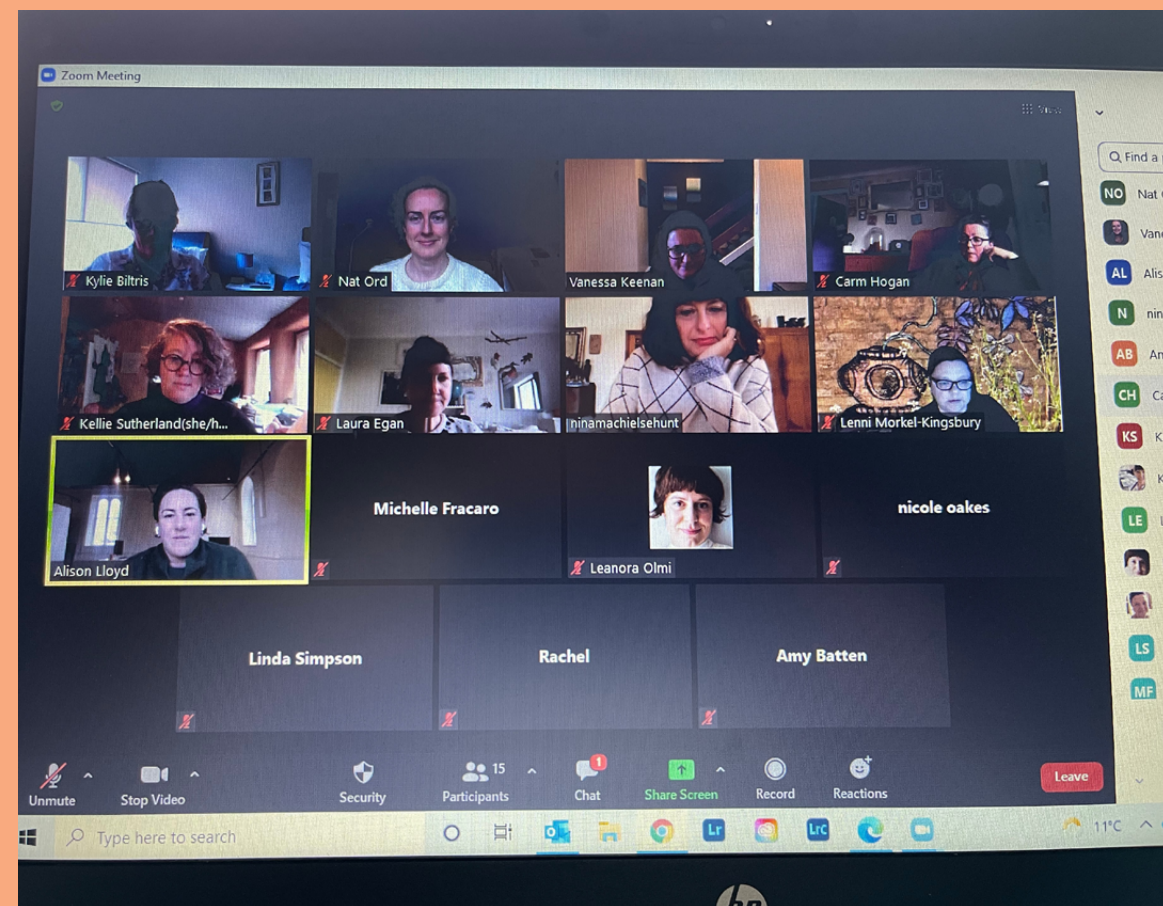 Zoom Meeting
View
Find a
Kylie Biltris
Nat Ord
Vanessa Keenan
Carm Hogan
NO Nat
Vane
AL Alis
N nin
Kellie Sutherland(she/h...
Laura Egan
ninamachielsehunt
Lenni Morkel-Kingsbury
AB An
CH Ca
KS K
K
Alison Lloyd
Michelle Fracaro
Leanora Olmi
nicole oakes
LE L
Linda Simpson
Rachel
Amy Batten
LS
MF
Unmute
Stop Video
Security
15
Participants
1
Chat
Share Screen
Record
Reactions
Leave
Type here to search
Lr
LrC
11°C
hp